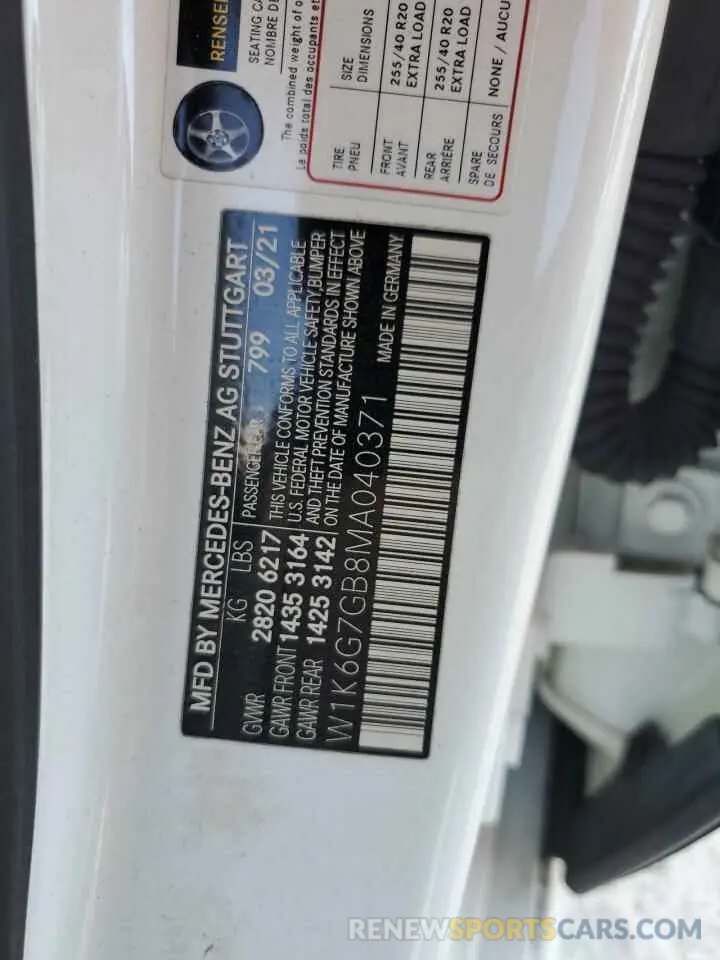 RENSEI
SEATING CA
NOMBRE DE
The combined weight of o
Le poids total des occupants et
TIRE SIZE
PNEU DIMENSIONS
FRONT 255/40 R20
AVANT EXTRA LOAD
REAR 255/40 R20
ARRIÈRE EXTRA LOAD
SPARE NONE / AUCU
DE SECOURS
MFD BY MERCEDES-BENZ AG STUTTGART
KG LBS PASSENGER CAR 799 03/21
GVWR 2820 6217 THIS VEHICLE CONFORMS TO ALL APPLICABLE
GAWR FRONT 1435 3164 U.S. FEDERAL MOTOR VEHICLE SAFETY, BUMPER
GAWR REAR 1425 3142 AND THEFT PREVENTION STANDARDS IN EFFECT
ON THE DATE OF MANUFACTURE SHOWN ABOVE
W1K6G7GB8MA040371 MADE IN GERMANY
RENEWSPORTSCARS.COM